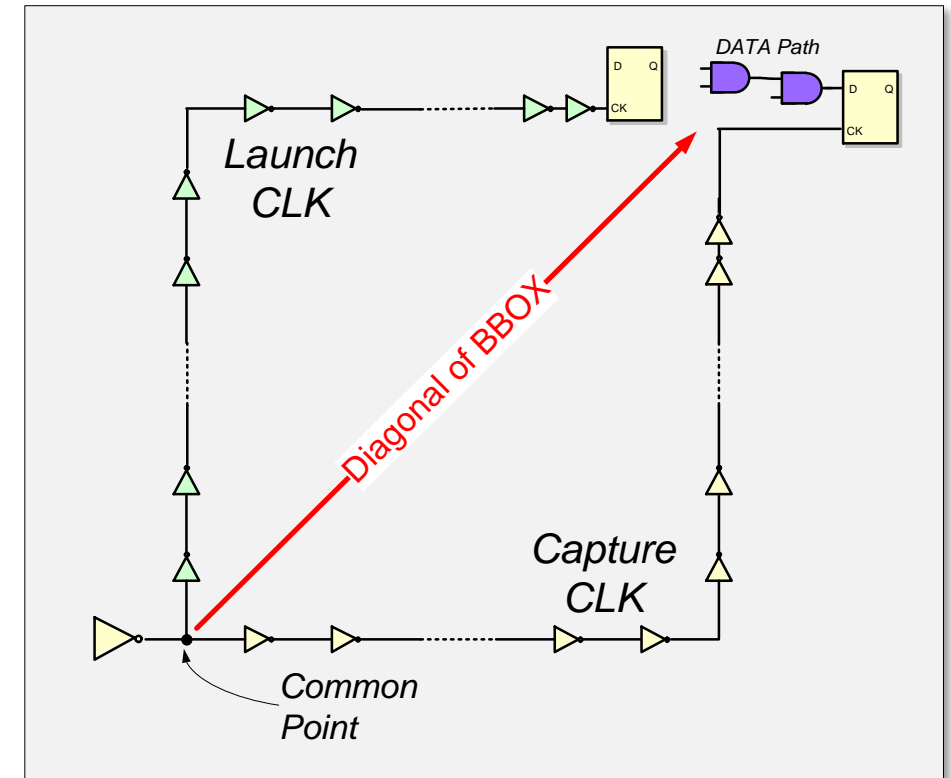 DATA Path
D Q
CK
D Q
CK
Launch
CLK
Diagonal of BBOX
Capture
CLK
Common
Point